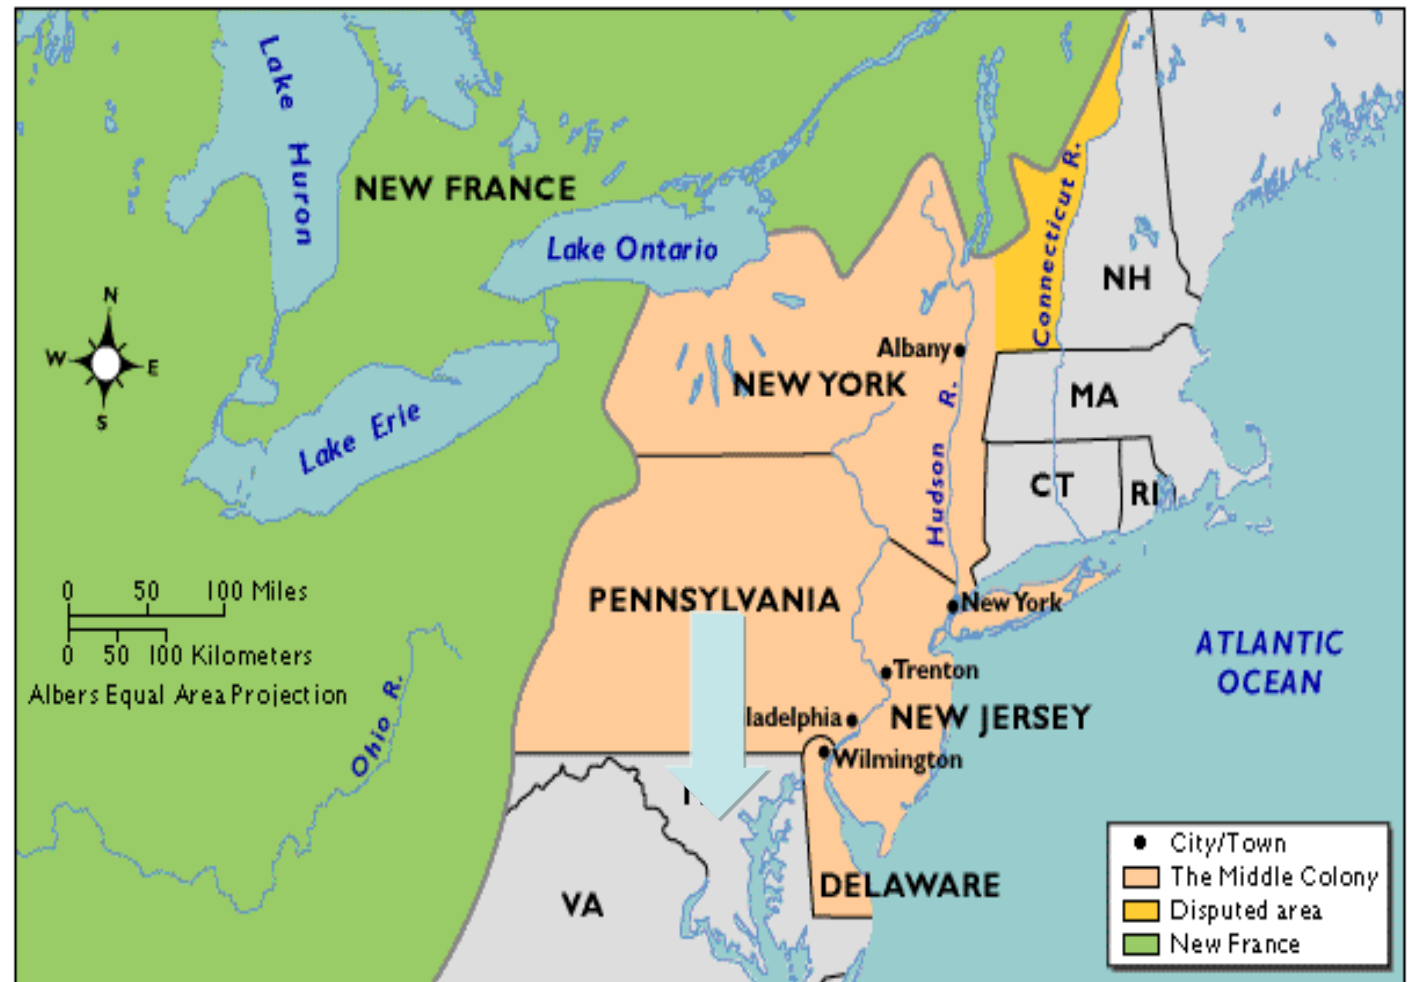 Lake Huron
NEW FRANCE
Lake Ontario
Connecticut R.
NH
N
W
E
S
Albany
NEW YORK
MA
Lake Erie
Hudson R.
CT
RI
0 50 100 Miles
0 50 100 Kilometers
Albers Equal Area Projection
PENNSYLVANIA
New York
ATLANTIC
OCEAN
Trenton
Ohio R.
ladelphia
NEW JERSEY
Wilmington
VA
DELAWARE
City/Town
The Middle Colony
Disputed area
New France